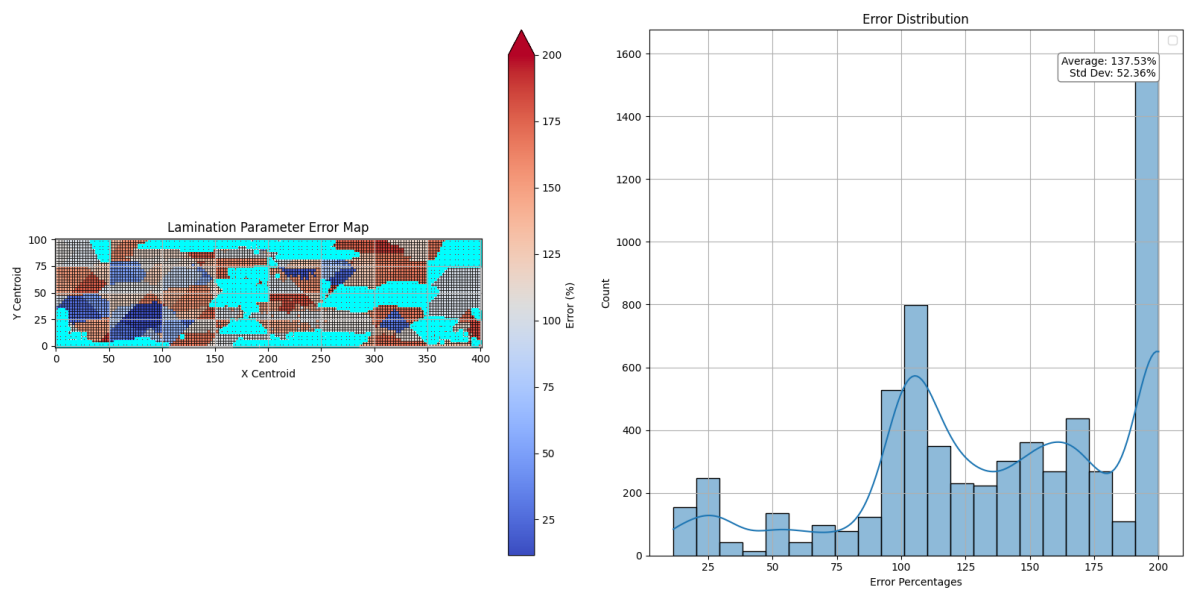 Lamination Parameter Error Map
100
75
50
25
0
Y Centroid
0 50 100 150 200 250 300 350 400
X Centroid
200
175
150
125
100
75
50
25
Error (%)
Error Distribution
Average: 137.53%
Std Dev: 52.36%
1600
1400
1200
1000
800
600
400
200
0
Count
25 50 75 100 125 150 175 200
Error Percentages